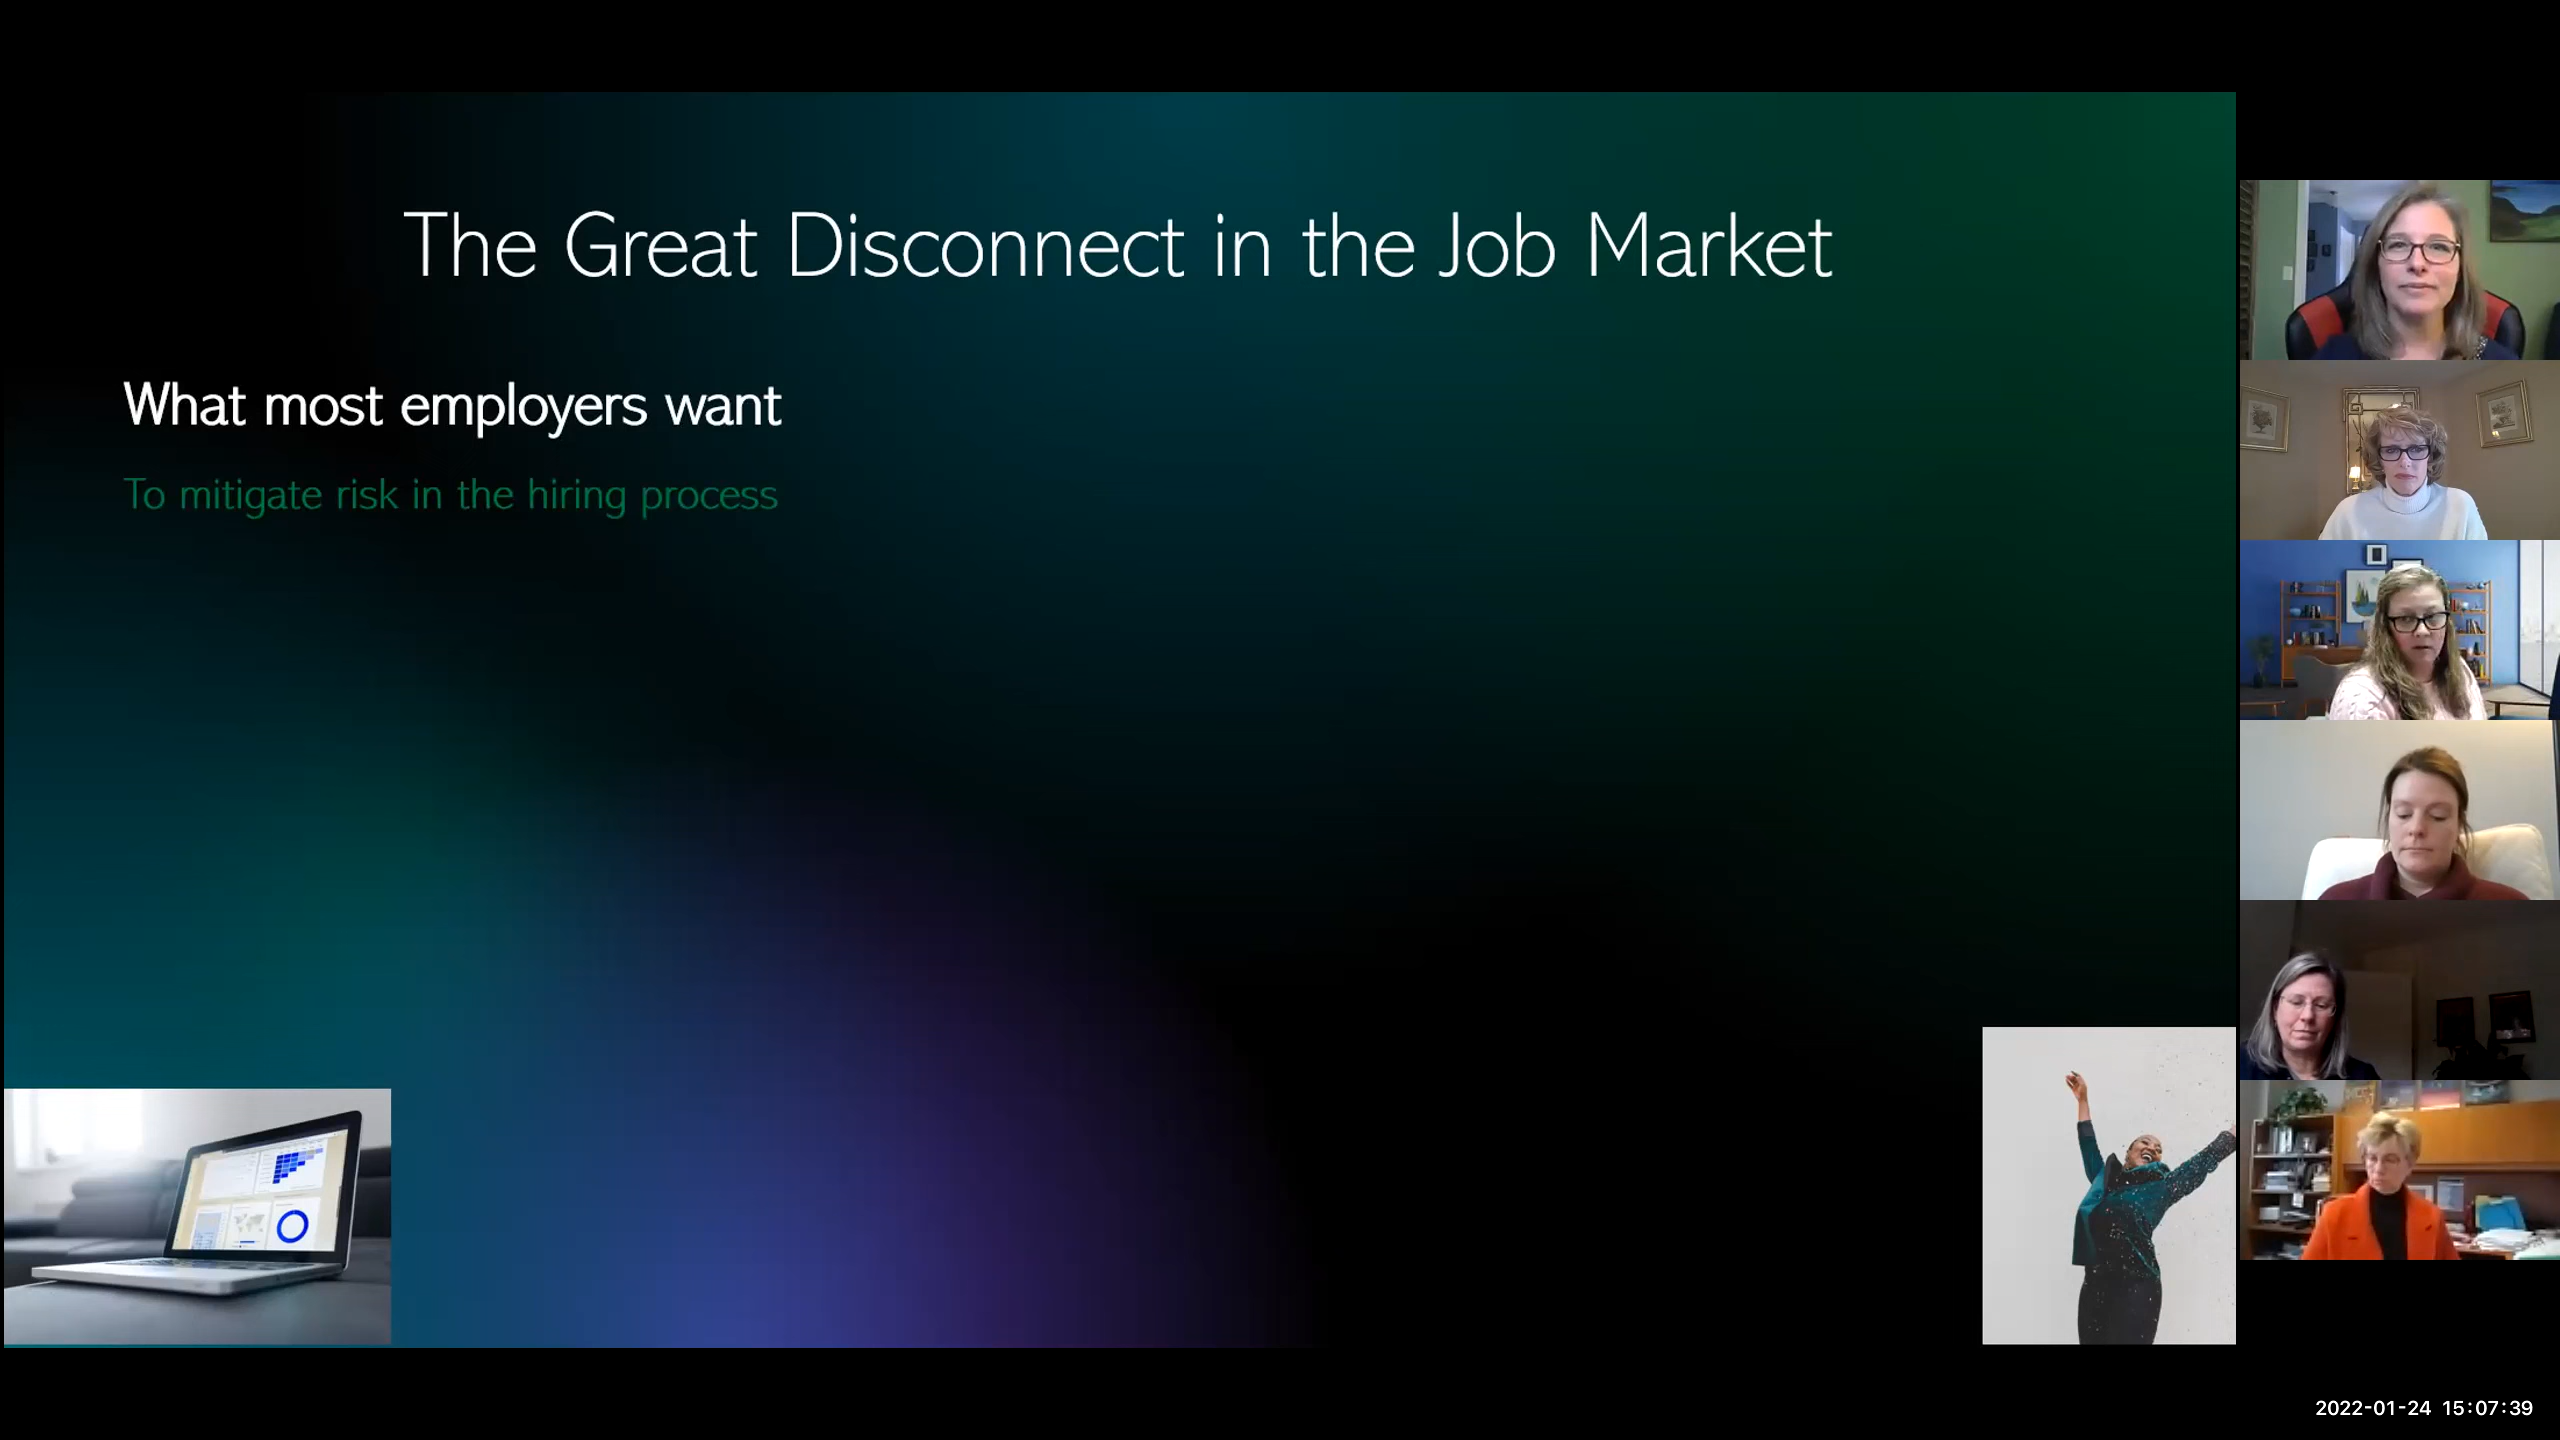 The Great Disconnect in the Job Market
What most employers want
To mitigate risk in the hiring process
2022-01-24 15:07:39